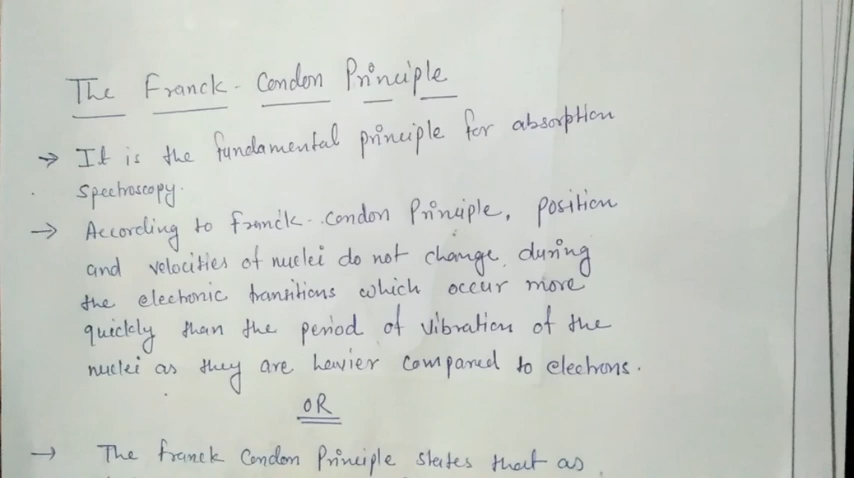 The Franck-Condon Principle
→ It is the fundamental principle for absorption
spectroscopy.
→ According to Franck-Condon Principle, position
and velocities of nuclei do not change during
the electronic transitions which occur more
quickly than the period of vibration of the
nuclei as they are heavier compared to electrons.
OR
→ The Franck Condon Principle states that as